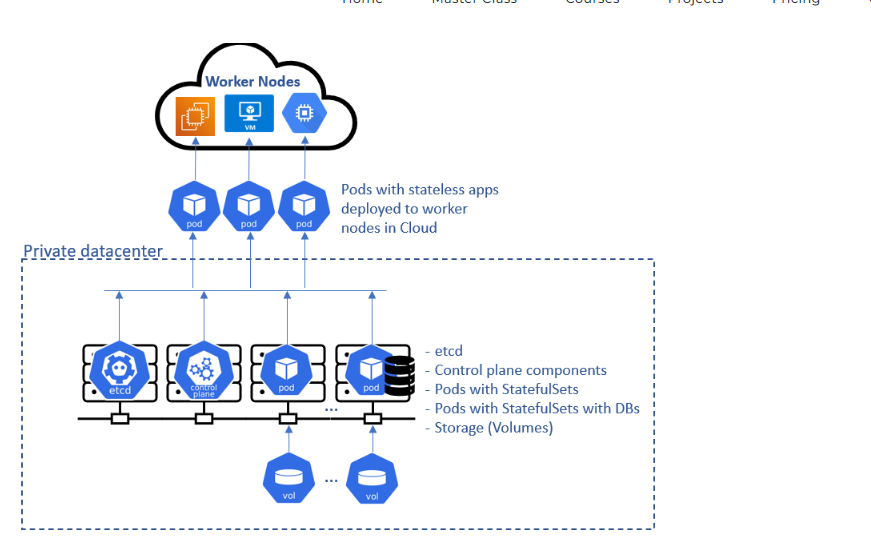 Home Master Class Courses Projects Pricing
Worker Nodes
VM
pod pod pod
Pods with stateless apps
deployed to worker
nodes in Cloud
Private datacenter
etcd control plane pod pod
...
- etcd
- Control plane components
- Pods with StatefulSets
- Pods with StatefulSets with DBs
- Storage (Volumes)
vol ... vol